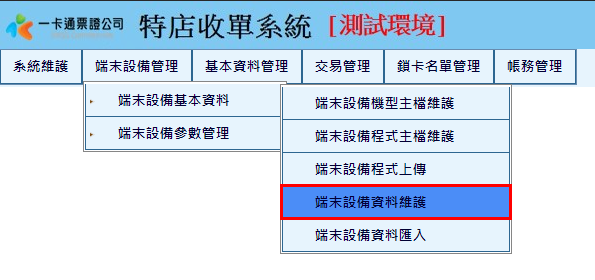 一卡通票證公司 特店收單系統 [測試環境]
系統維護 端末設備管理 基本資料管理 交易管理 鎖卡名單管理 帳務管理
端末設備基本資料
端末設備參數管理
端末設備機型主檔維護
端末設備程式主檔維護
端末設備程式上傳
端末設備資料維護
端末設備資料匯入